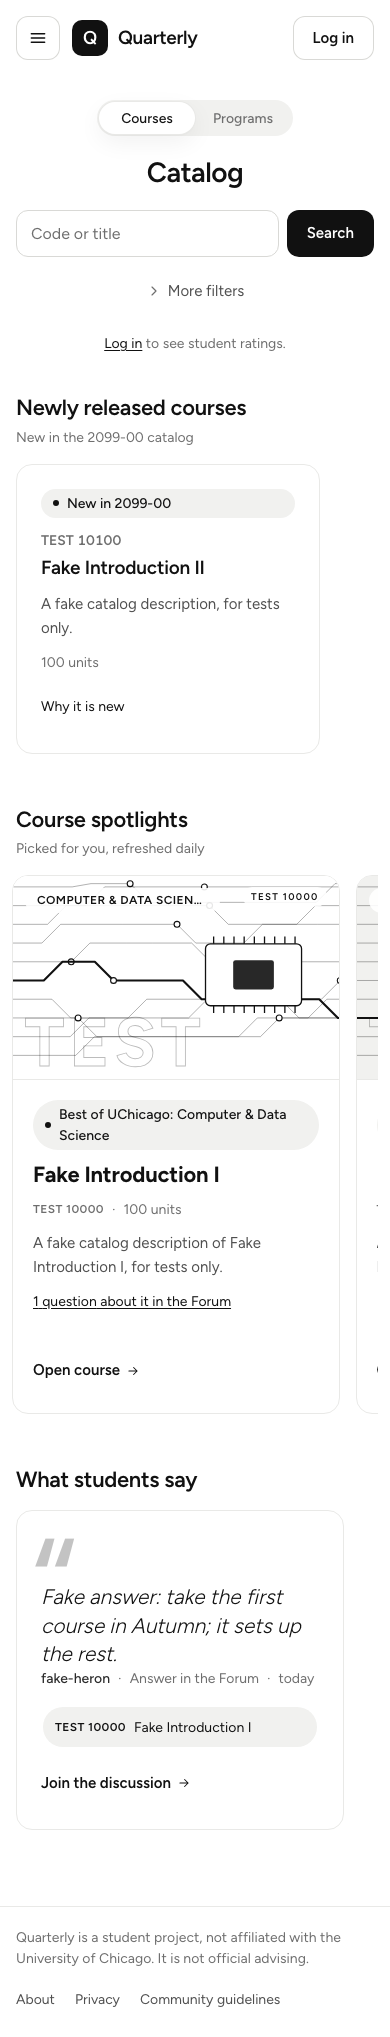 Q Quarterly
Log in
Courses
Programs
Catalog
Code or title
Search
More filters
Log in to see student ratings.
Newly released courses
New in the 2099-00 catalog
New in 2099-00
TEST 10100
Fake Introduction II
A fake catalog description, for tests
only.
100 units
Why it is new
Course spotlights
Picked for you, refreshed daily
COMPUTER & DATA SCIEN...
TEST 10000
TEST
Best of UChicago: Computer & Data
Science
Fake Introduction I
TEST 10000 · 100 units
A fake catalog description of Fake
Introduction I, for tests only.
1 question about it in the Forum
Open course →
What students say
"
Fake answer: take the first
course in Autumn; it sets up
the rest.
fake-heron · Answer in the Forum · today
TEST 10000 Fake Introduction I
Join the discussion →
Quarterly is a student project, not affiliated with the
University of Chicago. It is not official advising.
About Privacy Community guidelines